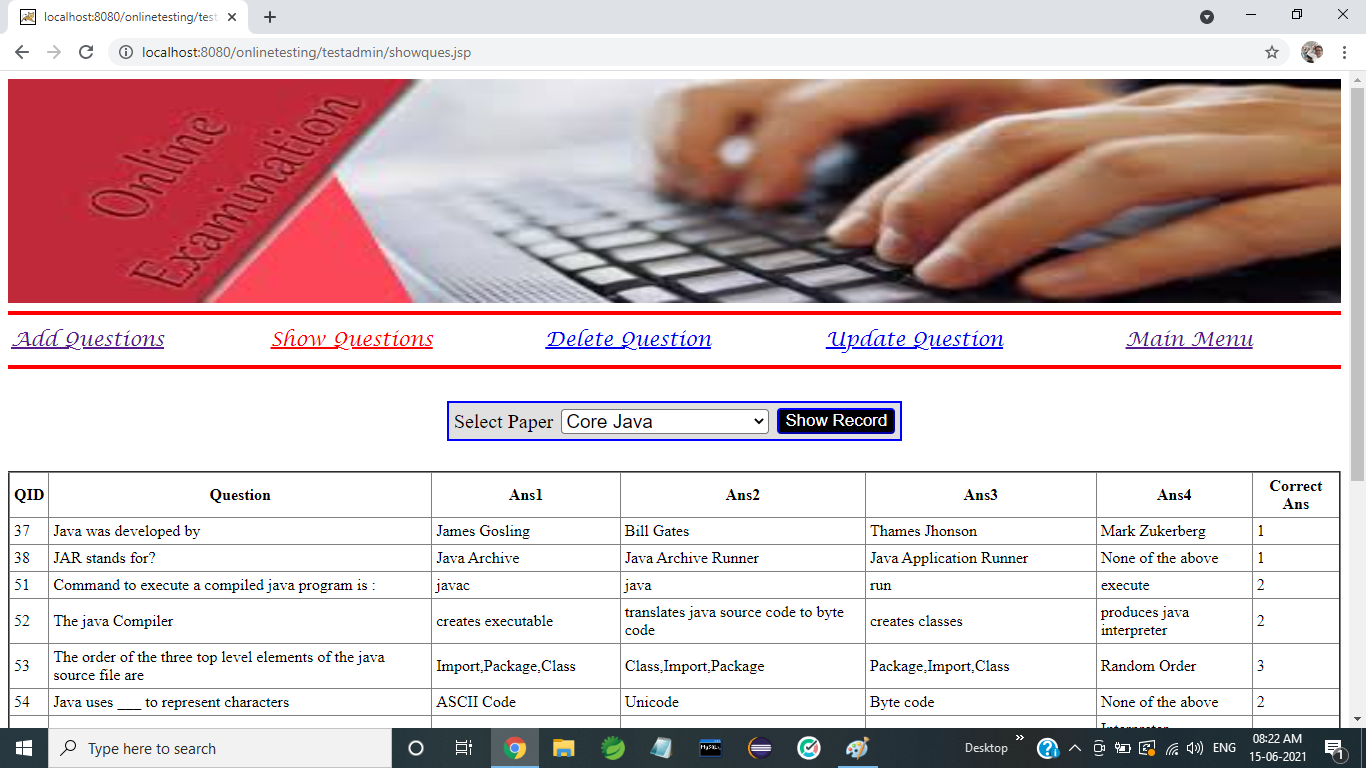 localhost:8080/onlinetesting/test
localhost:8080/onlinetesting/testadmin/showques.jsp
Online
Examination
Add Questions Show Questions Delete Question Update Question Main Menu
Select Paper Core Java Show Record
QID Question Ans1 Ans2 Ans3 Ans4 Correct Ans
37 Java was developed by James Gosling Bill Gates Thames Jhonson Mark Zukerberg 1
38 JAR stands for? Java Archive Java Archive Runner Java Application Runner None of the above 1
51 Command to execute a compiled java program is : javac java run execute 2
52 The java Compiler creates executable translates java source code to byte code creates classes produces java interpreter 2
53 The order of the three top level elements of the java source file are Import,Package,Class Class,Import,Package Package,Import,Class Random Order 3
54 Java uses ___ to represent characters ASCII Code Unicode Byte code None of the above 2
Interpreter
Type here to search
MySQL
Desktop
ENG
08:22 AM
15-06-2021
1